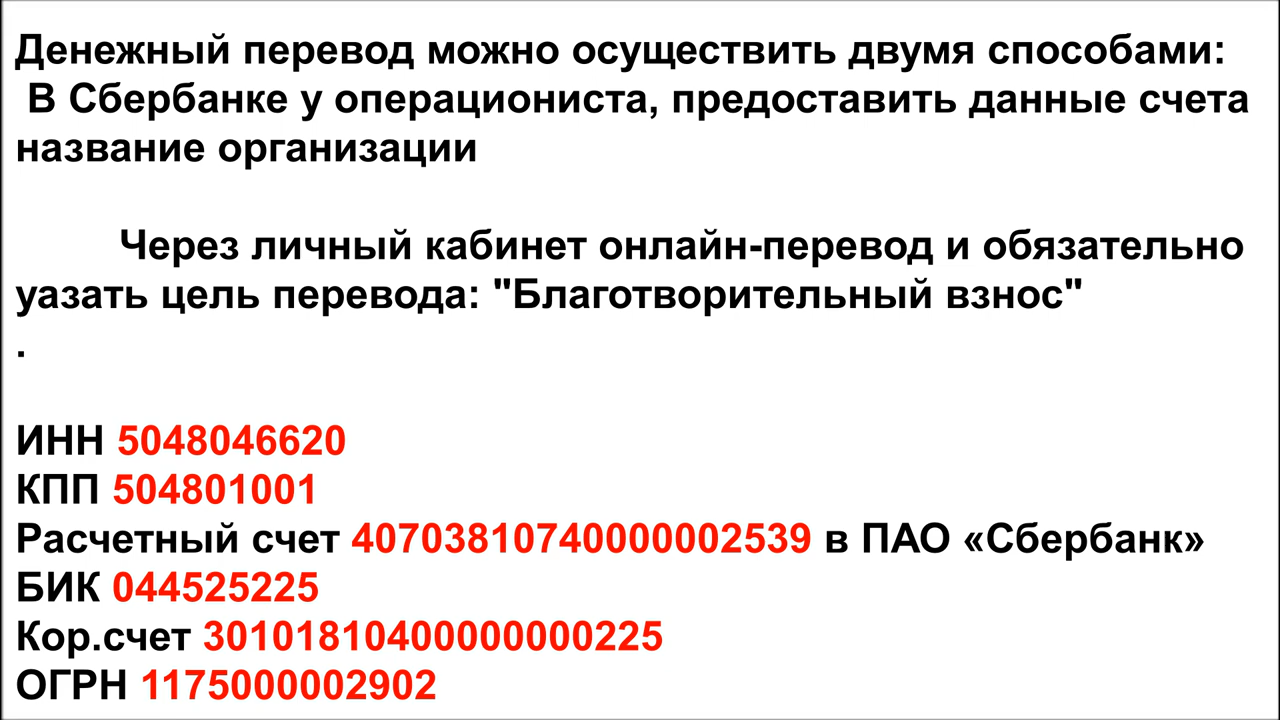 Денежный перевод можно осуществить двумя способами:
В Сбербанке у операциониста, предоставить данные счета
название организации
Через личный кабинет онлайн-перевод и обязательно
уазать цель перевода: "Благотворительный взнос"
.
ИНН 5048046620
КПП 504801001
Расчетный счет 40703810740000002539 в ПАО «Сбербанк»
БИК 044525225
Кор.счет 30101810400000000225
ОГРН 1175000002902